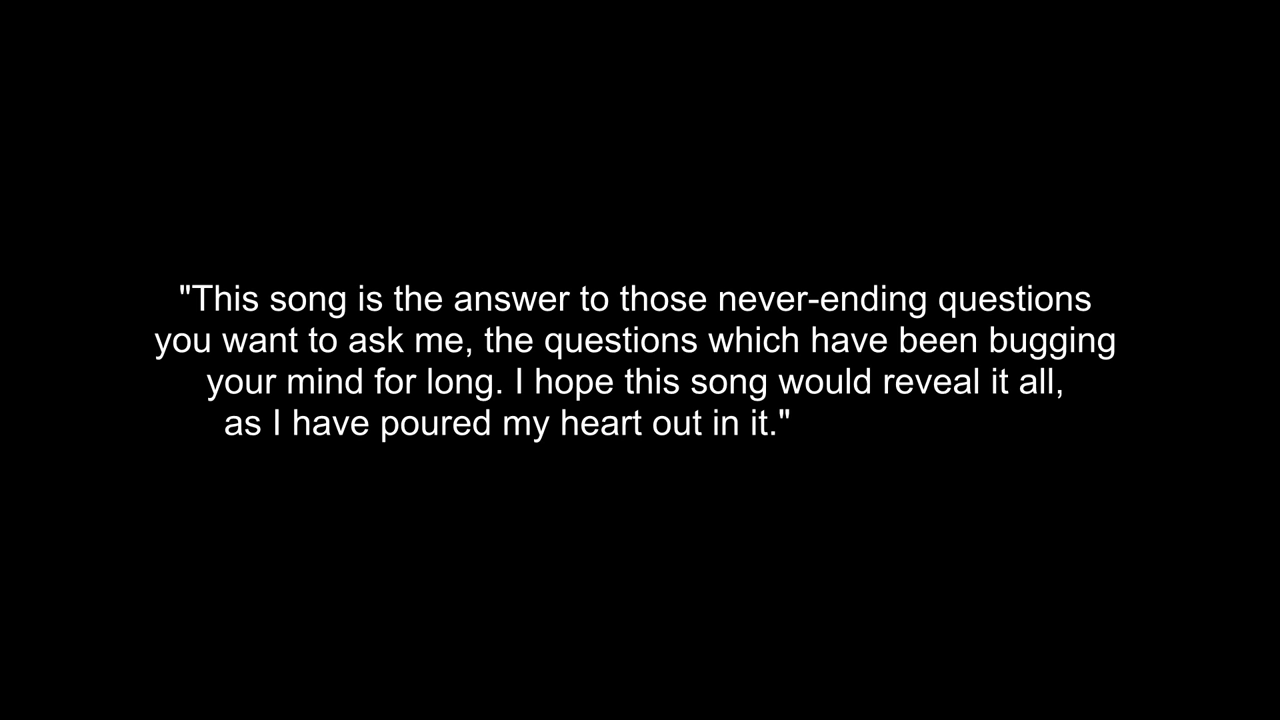 "This song is the answer to those never-ending questions
you want to ask me, the questions which have been bugging
your mind for long. I hope this song would reveal it all,
as I have poured my heart out in it."